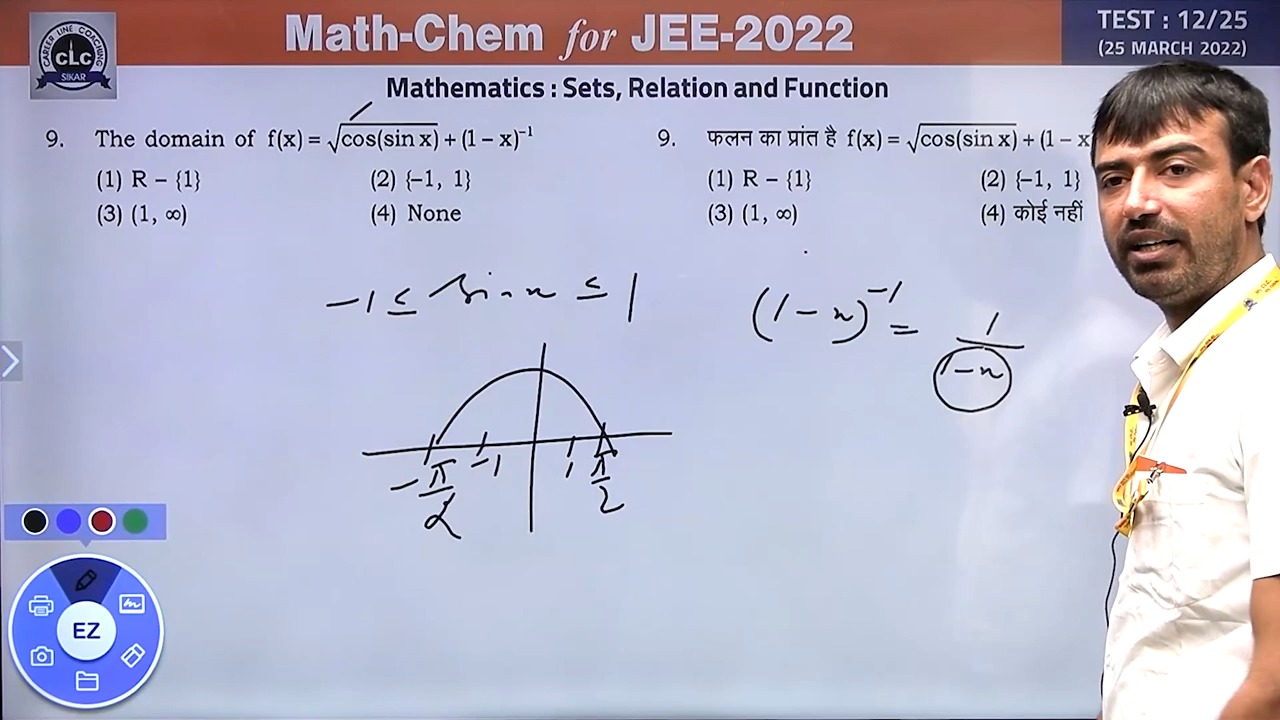 CAREER LINE COACHING
CLC
SIKAR
Math-Chem for JEE-2022
TEST : 12/25
(25 MARCH 2022)
Mathematics : Sets, Relation and Function
9. The domain of f(x) = √cos(sin x) + (1 – x)⁻¹
(1) R – {1} (2) {–1, 1}
(3) (1, ∞) (4) None
9. फलन का प्रांत है f(x) = √cos(sin x) + (1 – x
(1) R – {1} (2) {–1, 1}
(3) (1, ∞) (4) कोई नहीं
–1 ≤ sin x ≤ 1
(1 – x)⁻¹ = 1/(1–x)
–π/2 –1 1 π/2
EZ